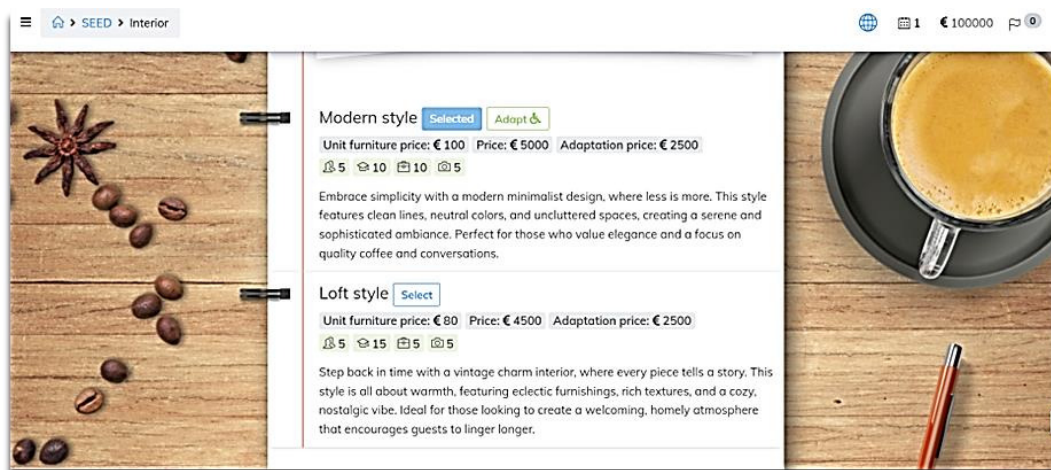 SEED > Interior
1 € 100000 0
Modern style Selected Adapt
Unit furniture price: € 100 Price: € 5000 Adaptation price: € 2500
5 10 10 5
Embrace simplicity with a modern minimalist design, where less is more. This style
features clean lines, neutral colors, and uncluttered spaces, creating a serene and
sophisticated ambiance. Perfect for those who value elegance and a focus on
quality coffee and conversations.
Loft style Select
Unit furniture price: € 80 Price: € 4500 Adaptation price: € 2500
5 15 5 5
Step back in time with a vintage charm interior, where every piece tells a story. This
style is all about warmth, featuring eclectic furnishings, rich textures, and a cozy,
nostalgic vibe. Ideal for those looking to create a welcoming, homely atmosphere
that encourages guests to linger longer.